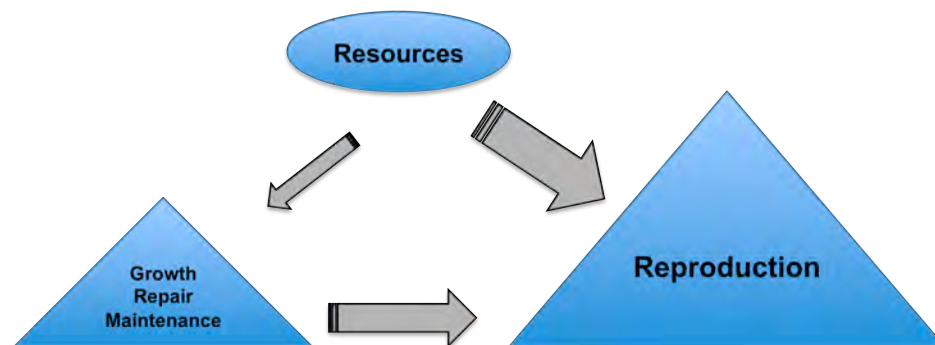 Resources
Growth
Repair
Maintenance
Reproduction